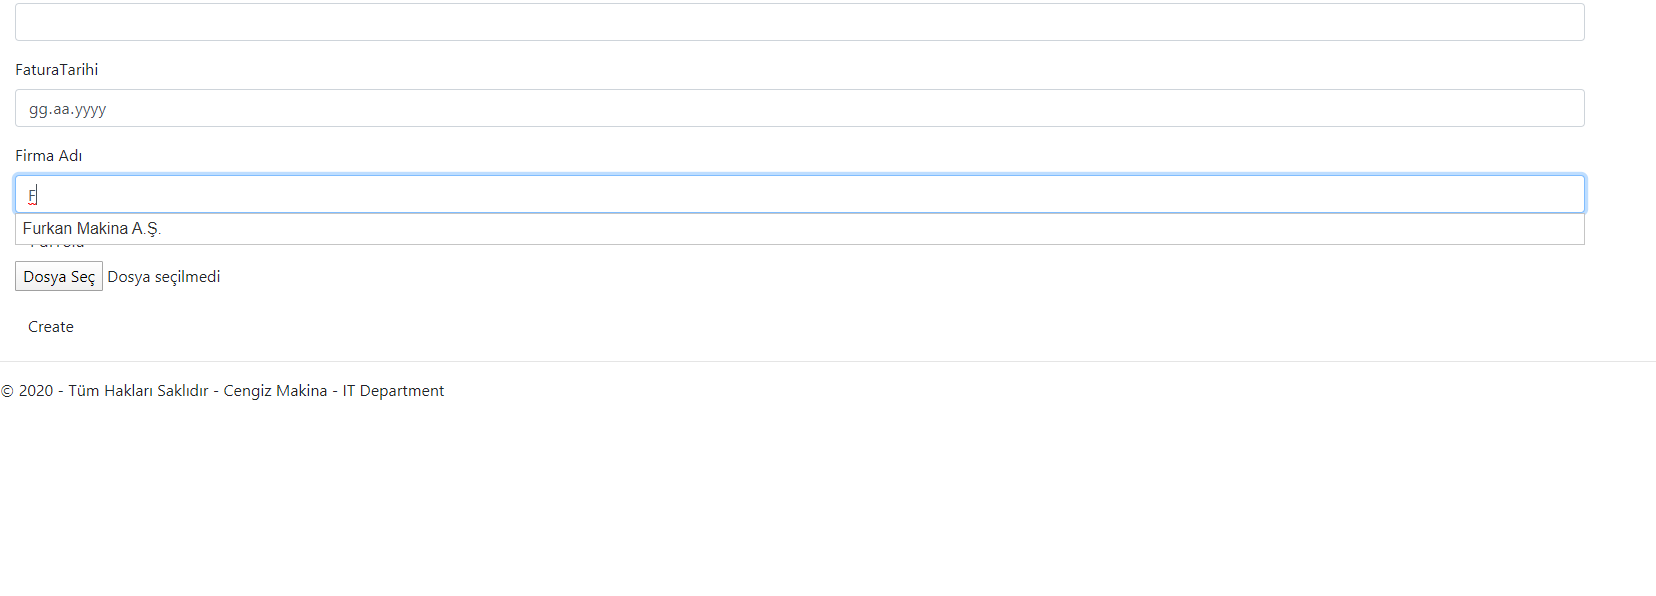 FaturaTarihi
gg.aa.yyyy
Firma Adı
F
Furkan Makina A.Ş.
Dosya Seç Dosya seçilmedi
Create
© 2020 - Tüm Hakları Saklıdır - Cengiz Makina - IT Department